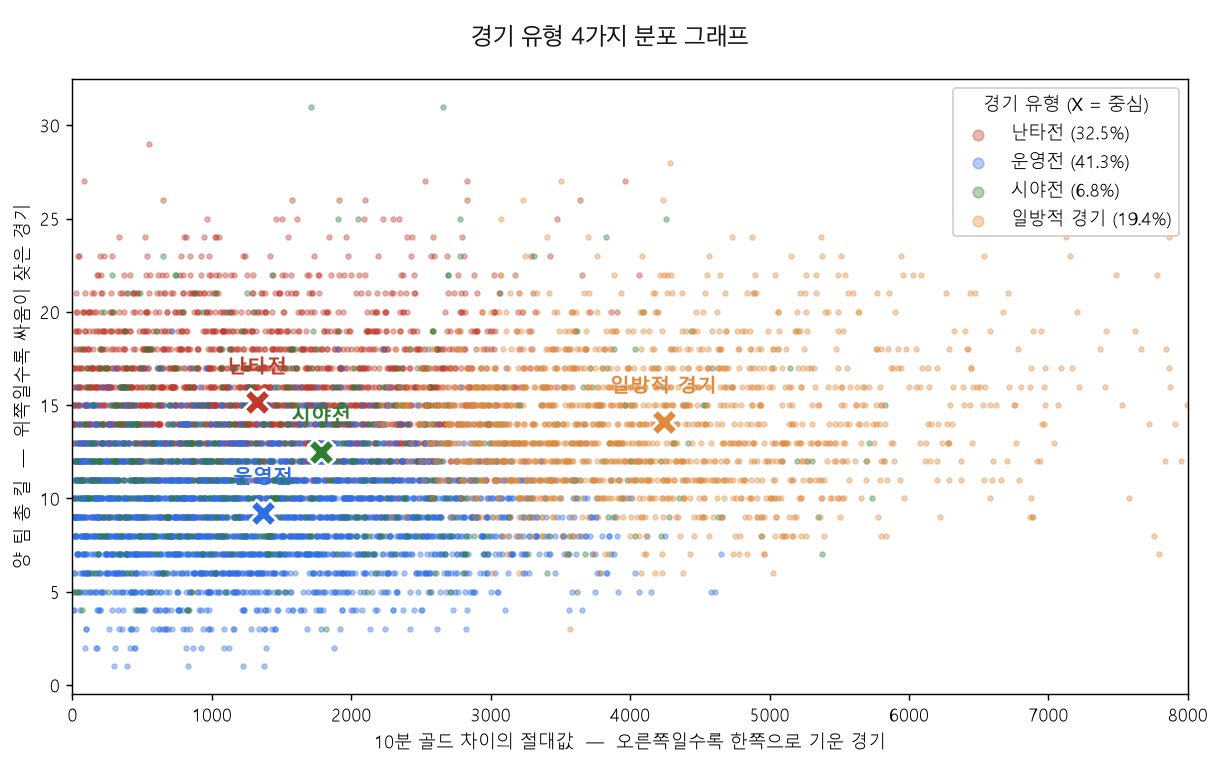 경기 유형 4가지 분포 그래프
경기 유형 (X = 중심)
난타전 (32.5%)
운영전 (41.3%)
시야전 (6.8%)
일방적 경기 (19.4%)
양 팀 총 킬 — 위쪽일수록 싸움이 잦은 경기
30
25
20
15
10
5
0
난타전
시야전
운영전
일방적 경기
0 1000 2000 3000 4000 5000 6000 7000 8000
10분 골드 차이의 절대값 — 오른쪽일수록 한쪽으로 기운 경기